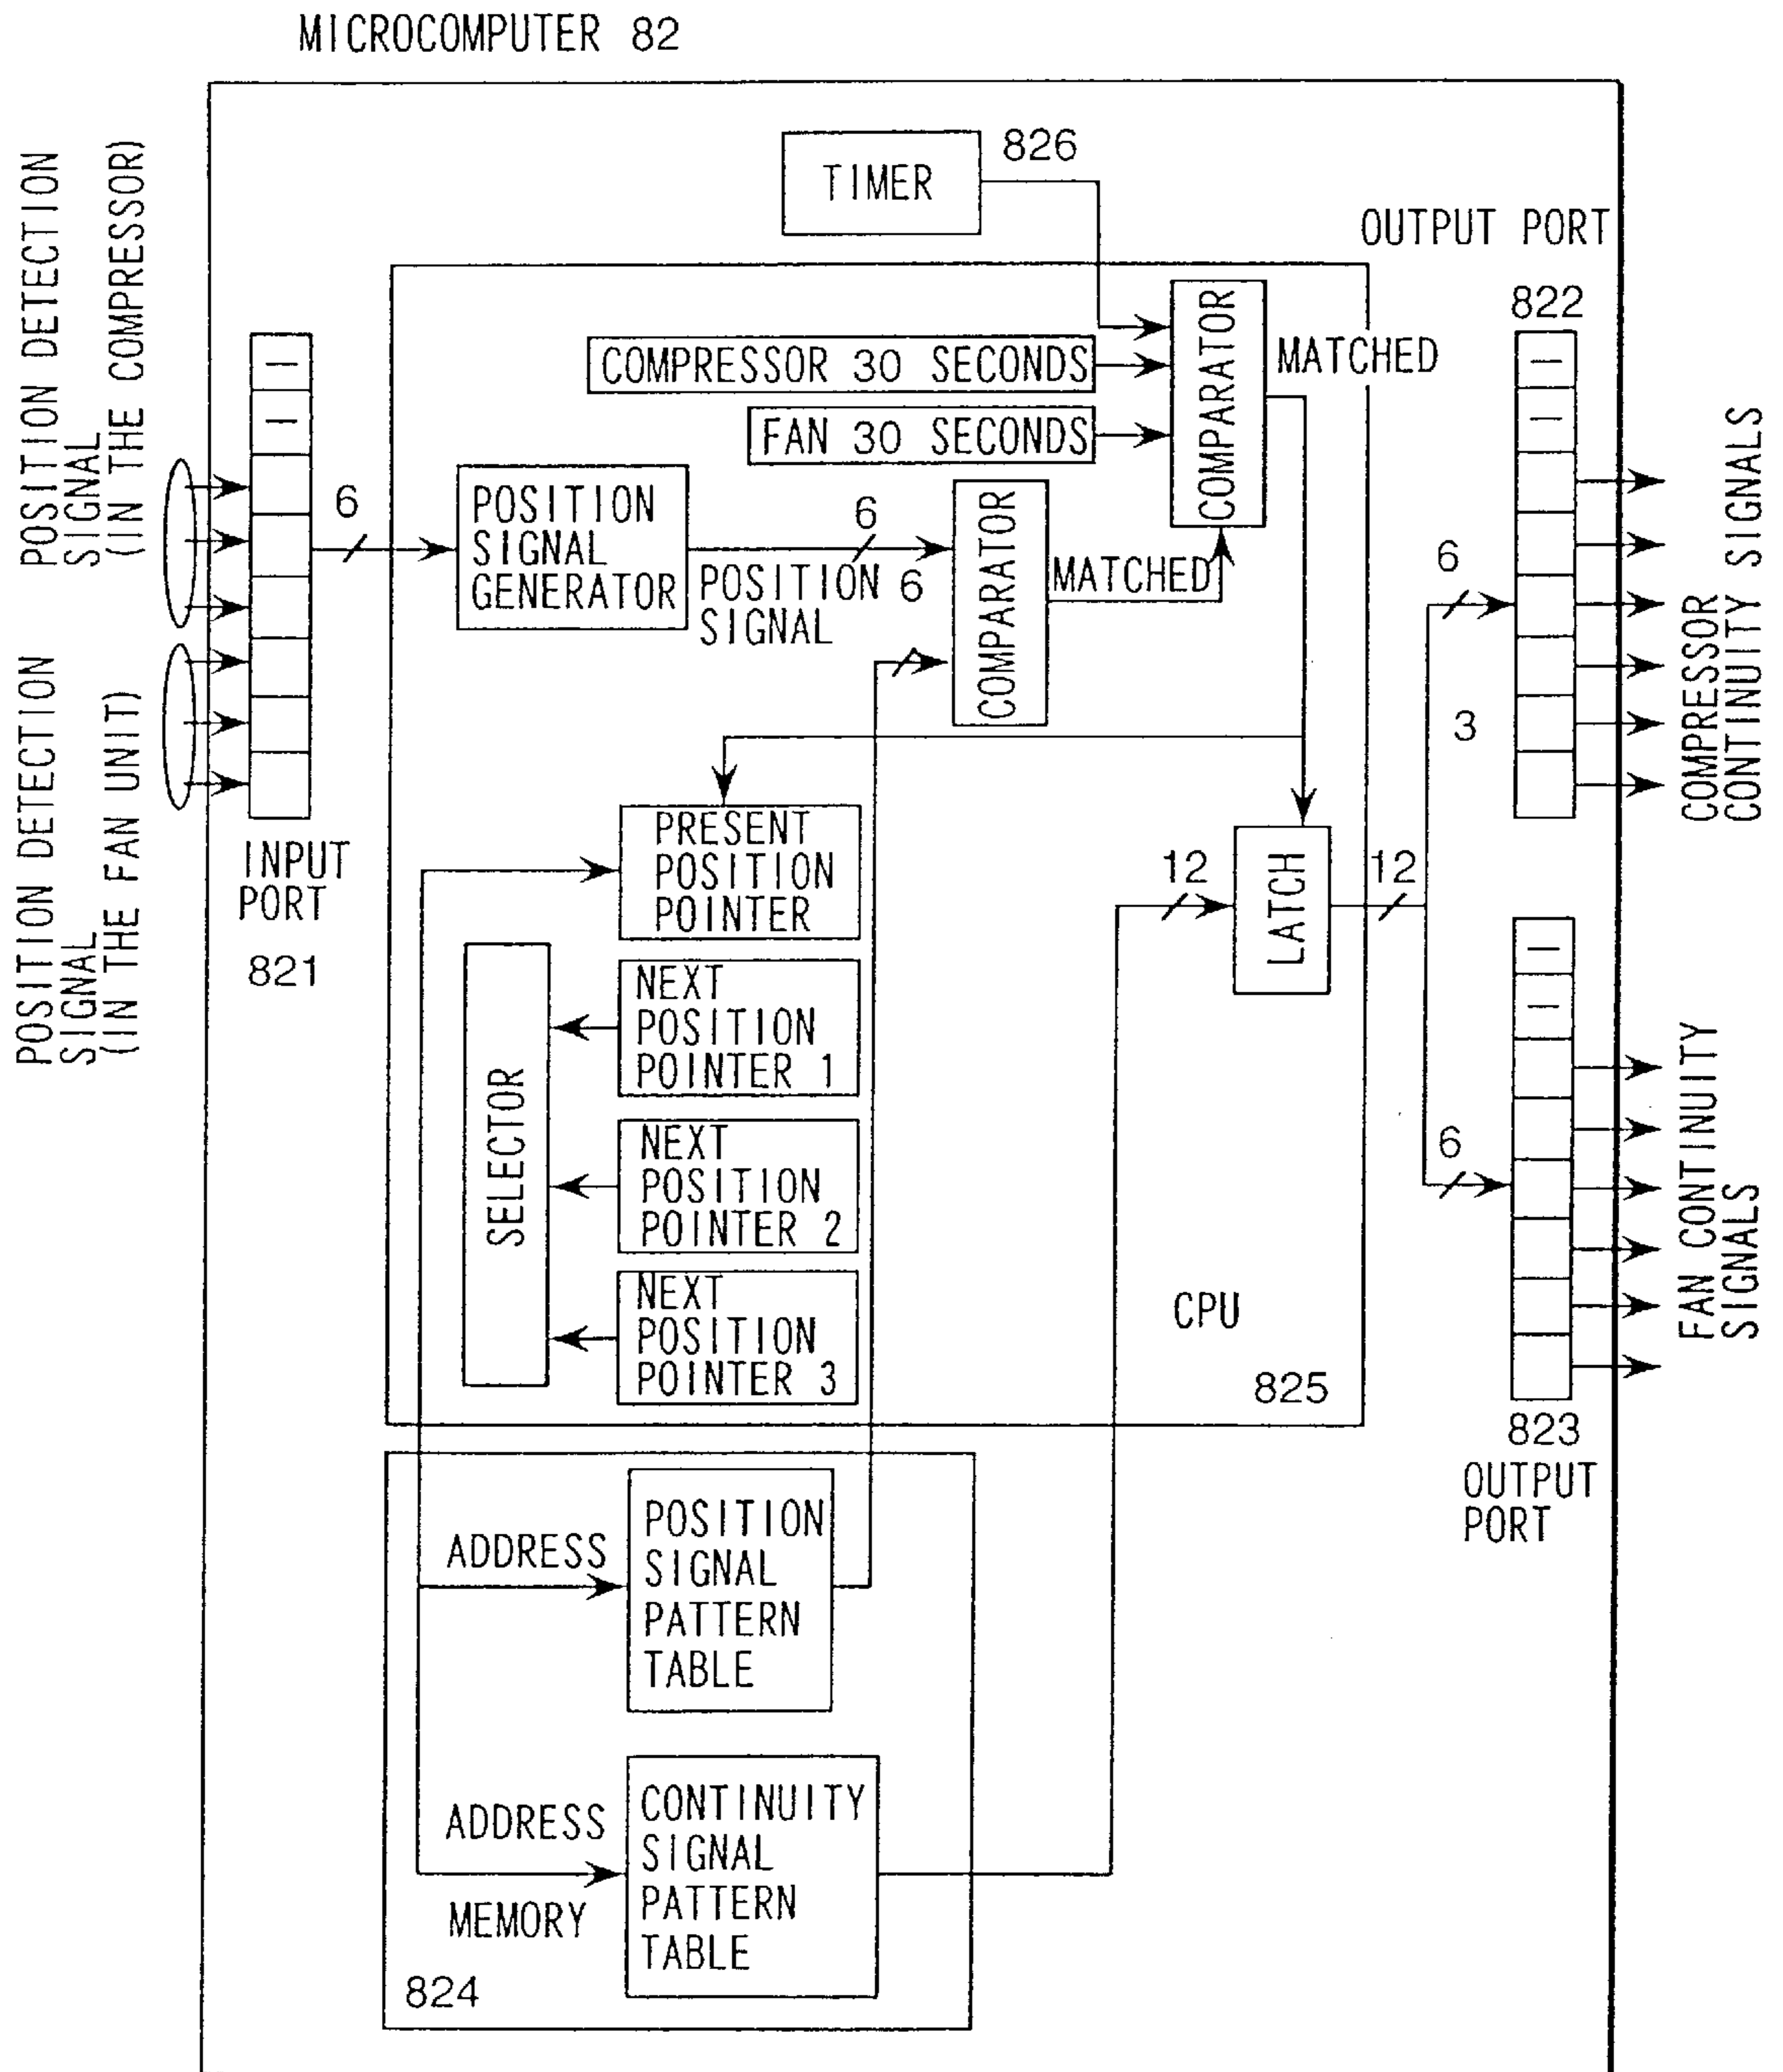 MICROCOMPUTER 82
POSITION DETECTION
SIGNAL
(IN THE COMPRESSOR)
POSITION DETECTION
SIGNAL
(IN THE FAN UNIT)
INPUT
PORT
821
6
TIMER
826
COMPRESSOR 30 SECONDS
FAN 30 SECONDS
COMPARATOR
MATCHED
POSITION
SIGNAL
GENERATOR
6
POSITION
SIGNAL
6
COMPARATOR
MATCHED
PRESENT
POSITION
POINTER
NEXT
POSITION
POINTER 1
NEXT
POSITION
POINTER 2
NEXT
POSITION
POINTER 3
SELECTOR
12
LATCH
12
CPU
825
OUTPUT PORT
822
6
3
COMPRESSOR
CONTINUITY SIGNALS
6
823
OUTPUT
PORT
FAN CONTINUITY
SIGNALS
ADDRESS
POSITION
SIGNAL
PATTERN
TABLE
ADDRESS
MEMORY
CONTINUITY
SIGNAL
PATTERN
TABLE
824